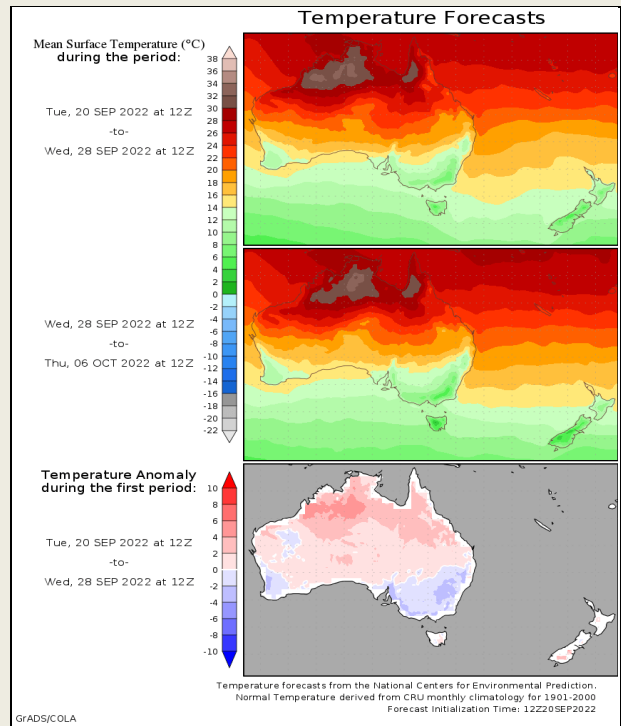 Temperature Forecasts
Mean Surface Temperature (°C)
during the period:
38
36
34
32
30
28
26
24
22
20
18
16
14
12
10
8
6
4
2
0
-2
-4
-6
-8
-10
-12
-14
-16
-18
-20
-22
Tue, 20 SEP 2022 at 12Z
-to-
Wed, 28 SEP 2022 at 12Z
Wed, 28 SEP 2022 at 12Z
-to-
Thu, 06 OCT 2022 at 12Z
Temperature Anomaly
during the first period:
10
8
6
4
2
0
-2
-4
-6
-8
-10
Tue, 20 SEP 2022 at 12Z
-to-
Wed, 28 SEP 2022 at 12Z
Temperature forecasts from the National Centers for Environmental Prediction.
Normal Temperature derived from CRU monthly climatology for 1901-2000
Forecast Initialization Time: 12Z20SEP2022
GrADS/COLA